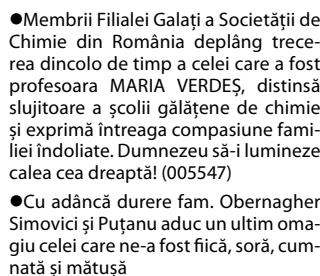 ●Membrii Filialei Galați a Societății de
Chimie din România deplâng trece-
rea dincolo de timp a celei care a fost
profesoara MARIA VERDEȘ, distinsă
slujitoare a școlii gălățene de chimie
și exprimă întreaga compasiune fami-
liei îndoliate. Dumnezeu să-i lumineze
calea cea dreaptă! (005547)
●Cu adâncă durere fam. Obernagher
Simovici și Puțanu aduc un ultim oma-
giu celei care ne-a fost fiică, soră, cum-
nată și mătușă